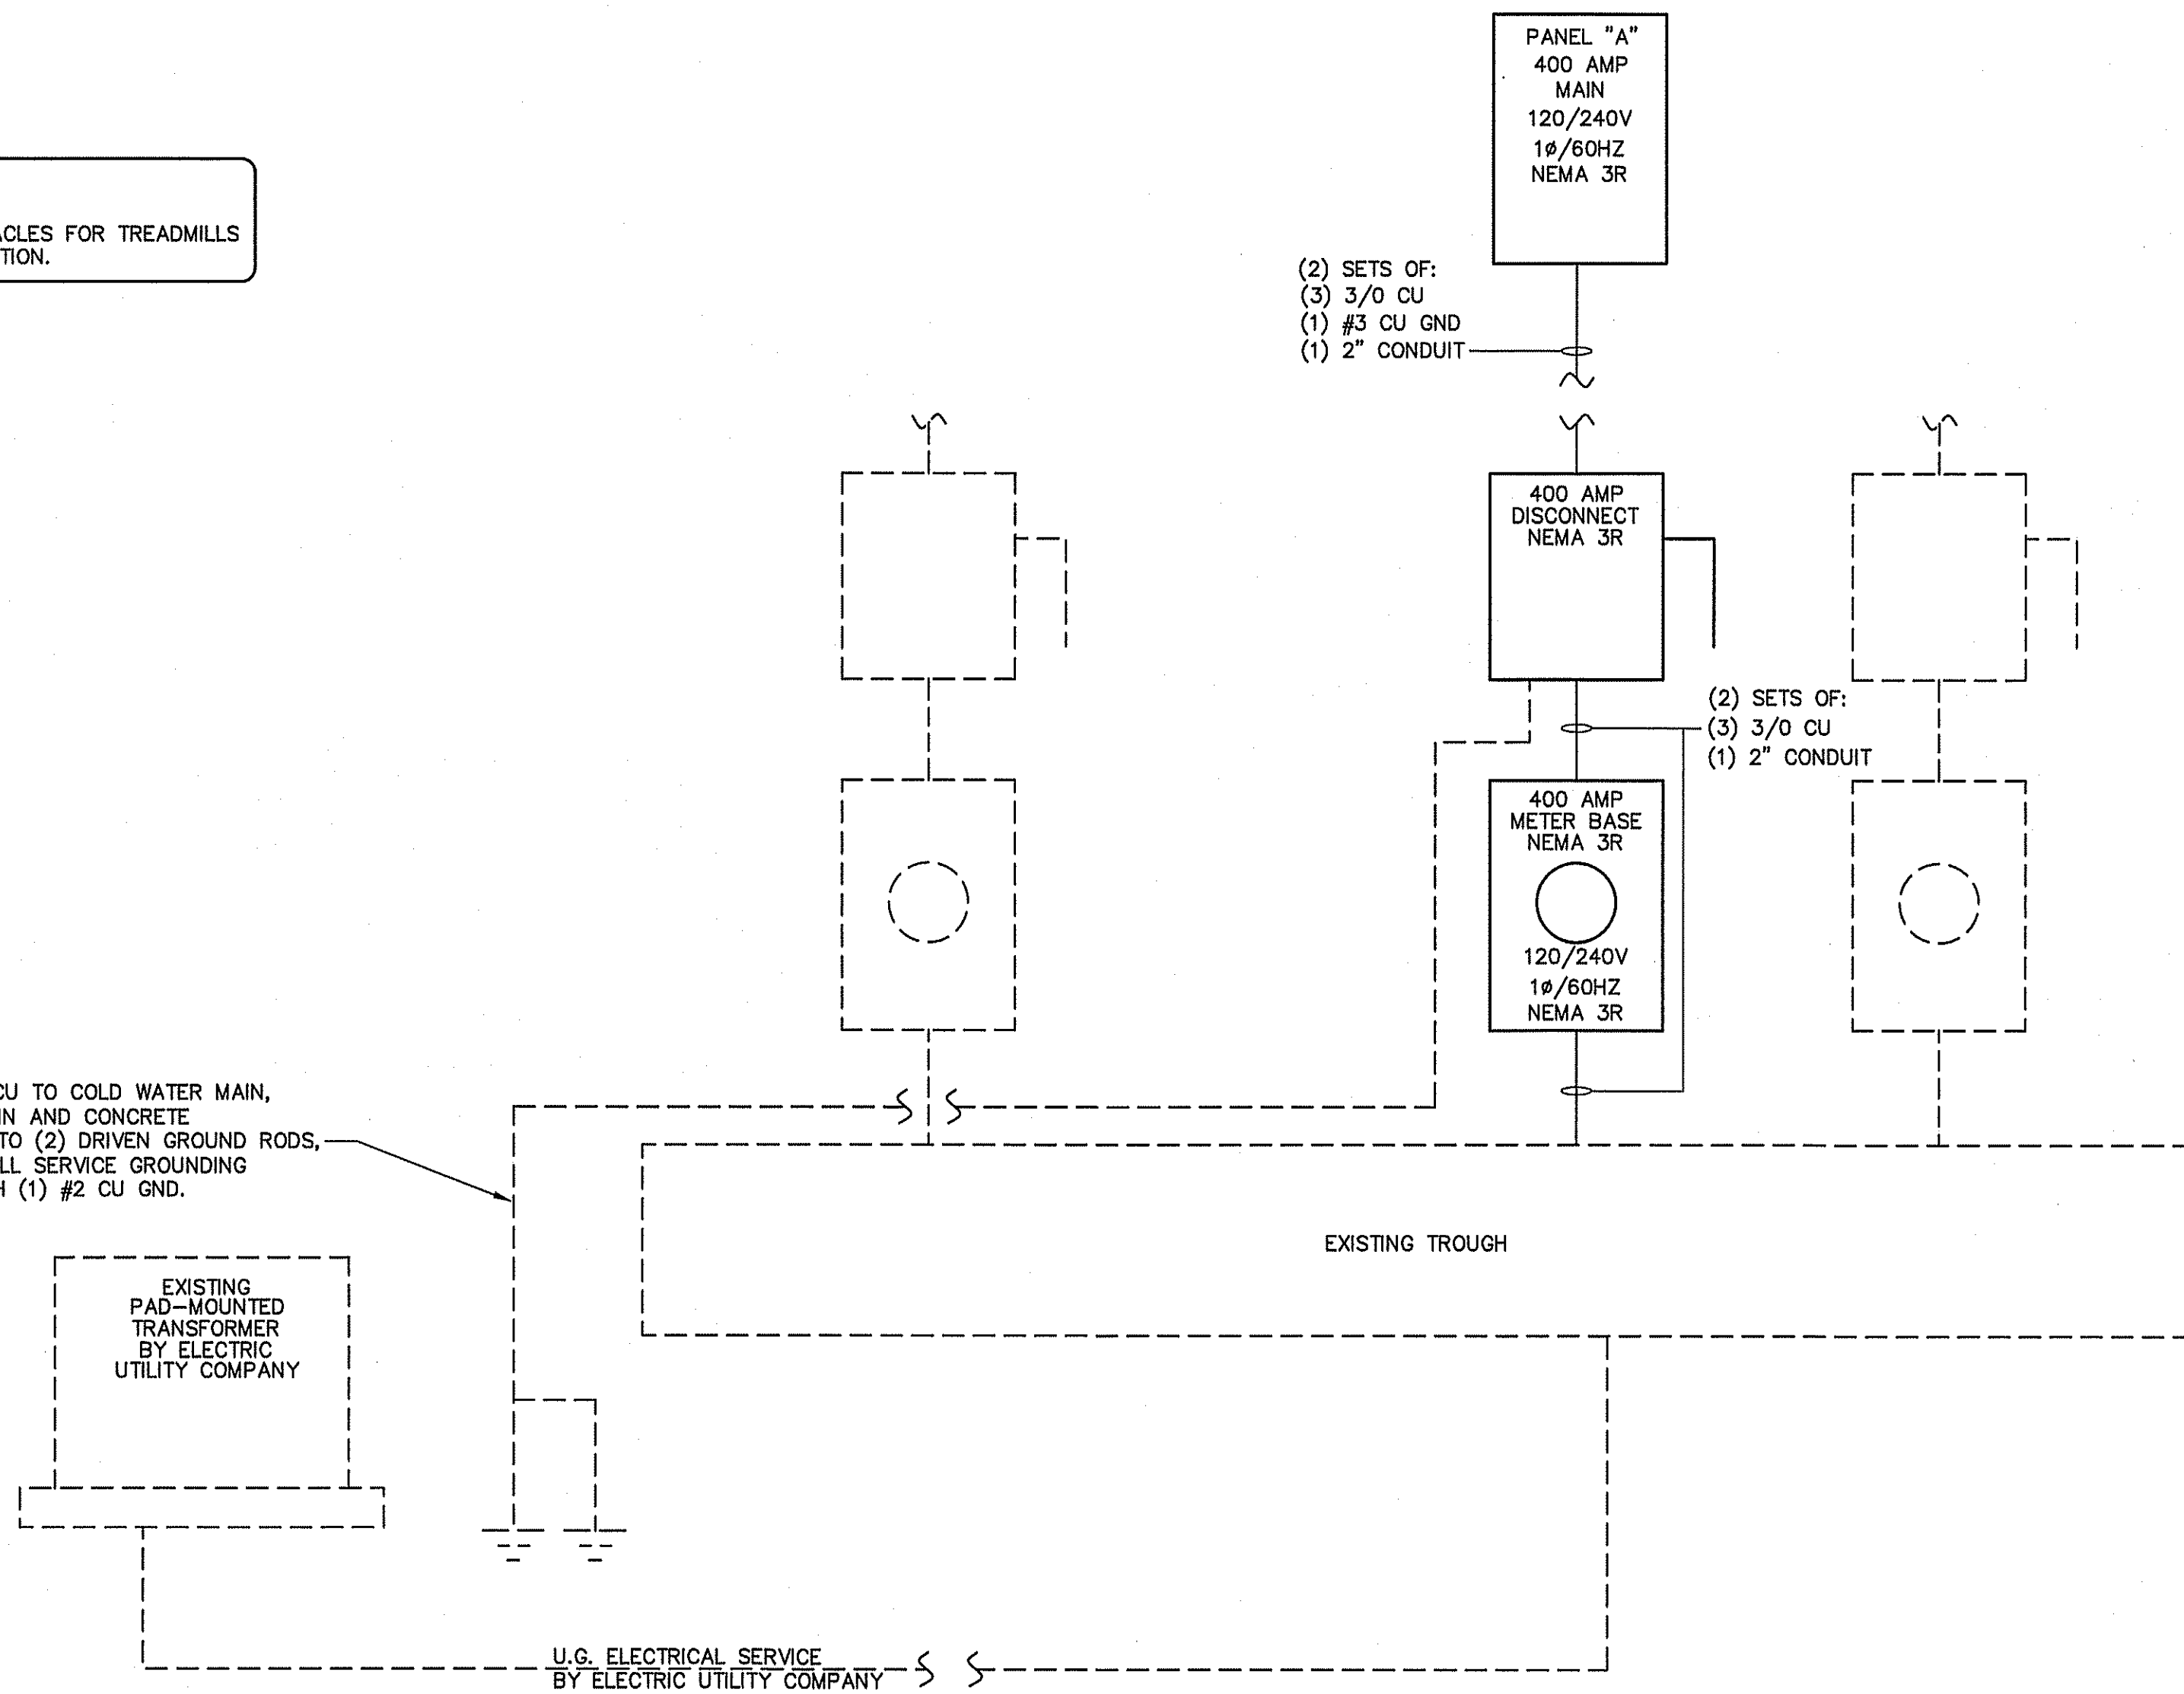 PANEL "A"
400 AMP
MAIN
120/240V
1ø/60HZ
NEMA 3R
FOR TREADMILLS
(2) SETS OF:
(3) 3/0 CU
(1) #3 CU GND
(1) 2" CONDUIT
400 AMP
DISCONNECT
NEMA 3R
(2) SETS OF:
(3) 3/0 CU
(1) 2" CONDUIT
400 AMP
METER BASE
NEMA 3R
120/240V
1ø/60HZ
NEMA 3R
CU TO COLD WATER MAIN,
AND CONCRETE
TO (2) DRIVEN GROUND RODS,
SERVICE GROUNDING
(1) #2 CU GND.
EXISTING TROUGH
EXISTING
PAD-MOUNTED
TRANSFORMER
BY ELECTRIC
UTILITY COMPANY
U.G. ELECTRICAL SERVICE
BY ELECTRIC UTILITY COMPANY